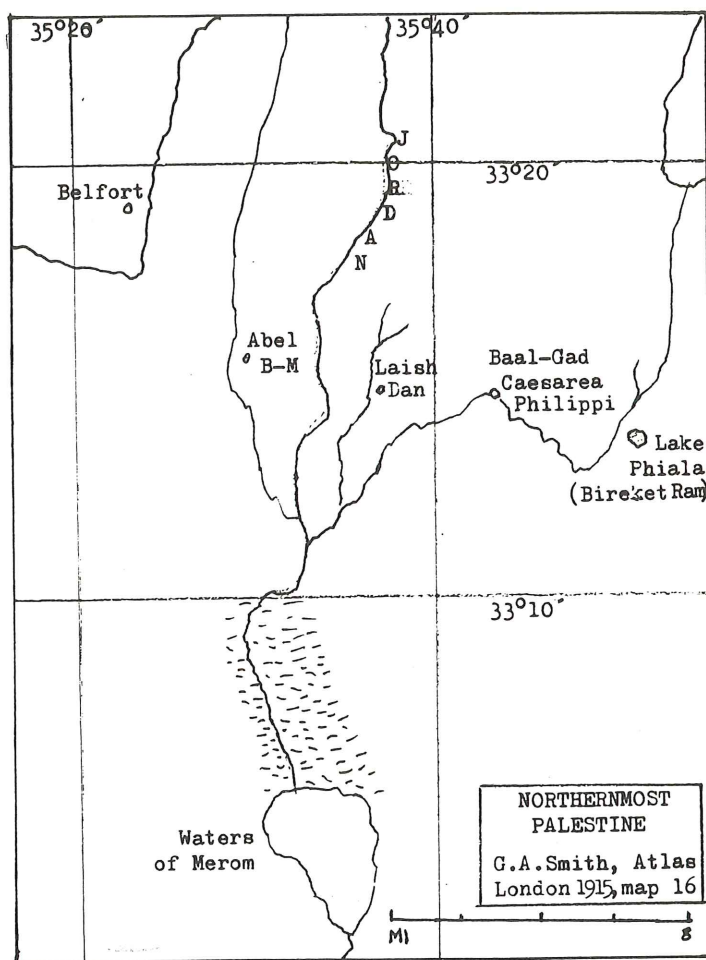 35°20′ 35°40′
JORDAN
33°20′
Belfort
Abel
B-M
Laish
Dan
Baal-Gad
Caesarea
Philippi
Lake
Phiala
(Bireket Ram)
33°10′
Waters
of Merom
NORTHERNMOST
PALESTINE
G.A.Smith, Atlas
London 1915, map 16
MI 8